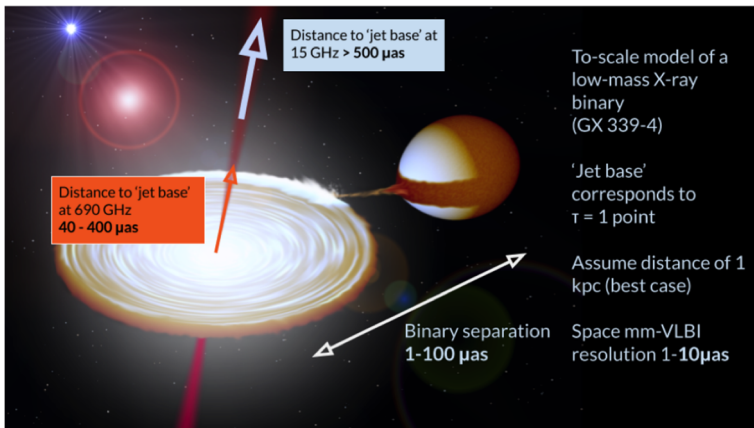 Distance to 'jet base' at
15 GHz > 500 μas
Distance to 'jet base'
at 690 GHz
40 - 400 μas
Binary separation
1-100 μas
To-scale model of a
low-mass X-ray
binary
(GX 339-4)
'Jet base'
corresponds to
τ = 1 point
Assume distance of 1
kpc (best case)
Space mm-VLBI
resolution 1-10μas